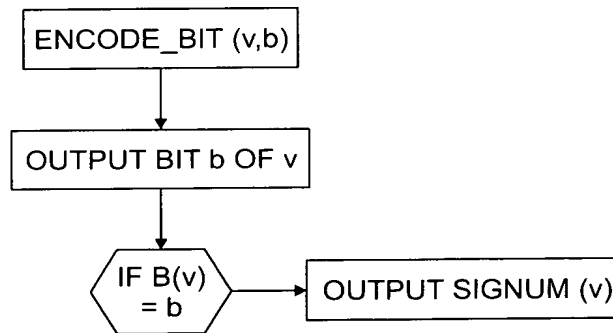 ENCODE_BIT (v,b)
OUTPUT BIT b OF v
IF B(v)
= b
OUTPUT SIGNUM (v)